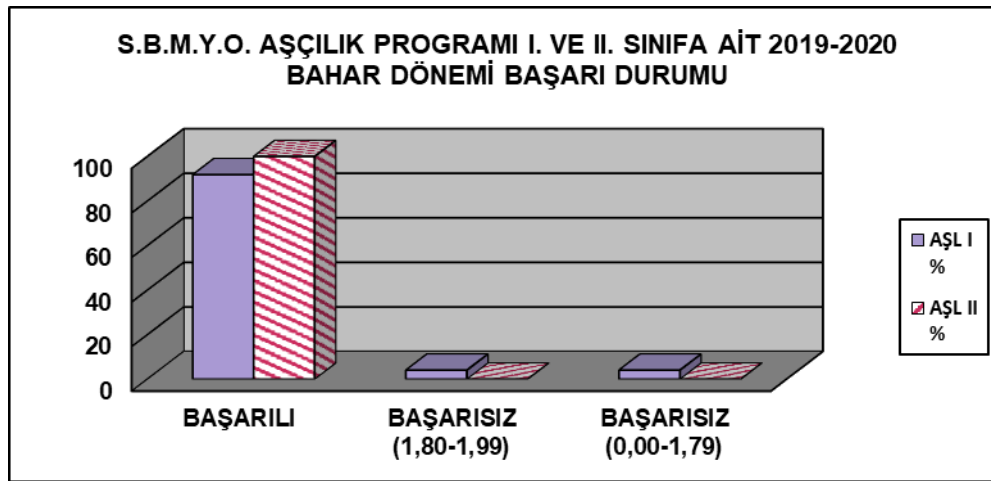 S.B.M.Y.O. AŞÇILIK PROGRAMI I. VE II. SINIFA AİT 2019-2020
BAHAR DÖNEMİ BAŞARI DURUMU
100
80
60
40
20
0
BAŞARILI
BAŞARISIZ
(1,80-1,99)
BAŞARISIZ
(0,00-1,79)
AŞL I
%
AŞL II
%